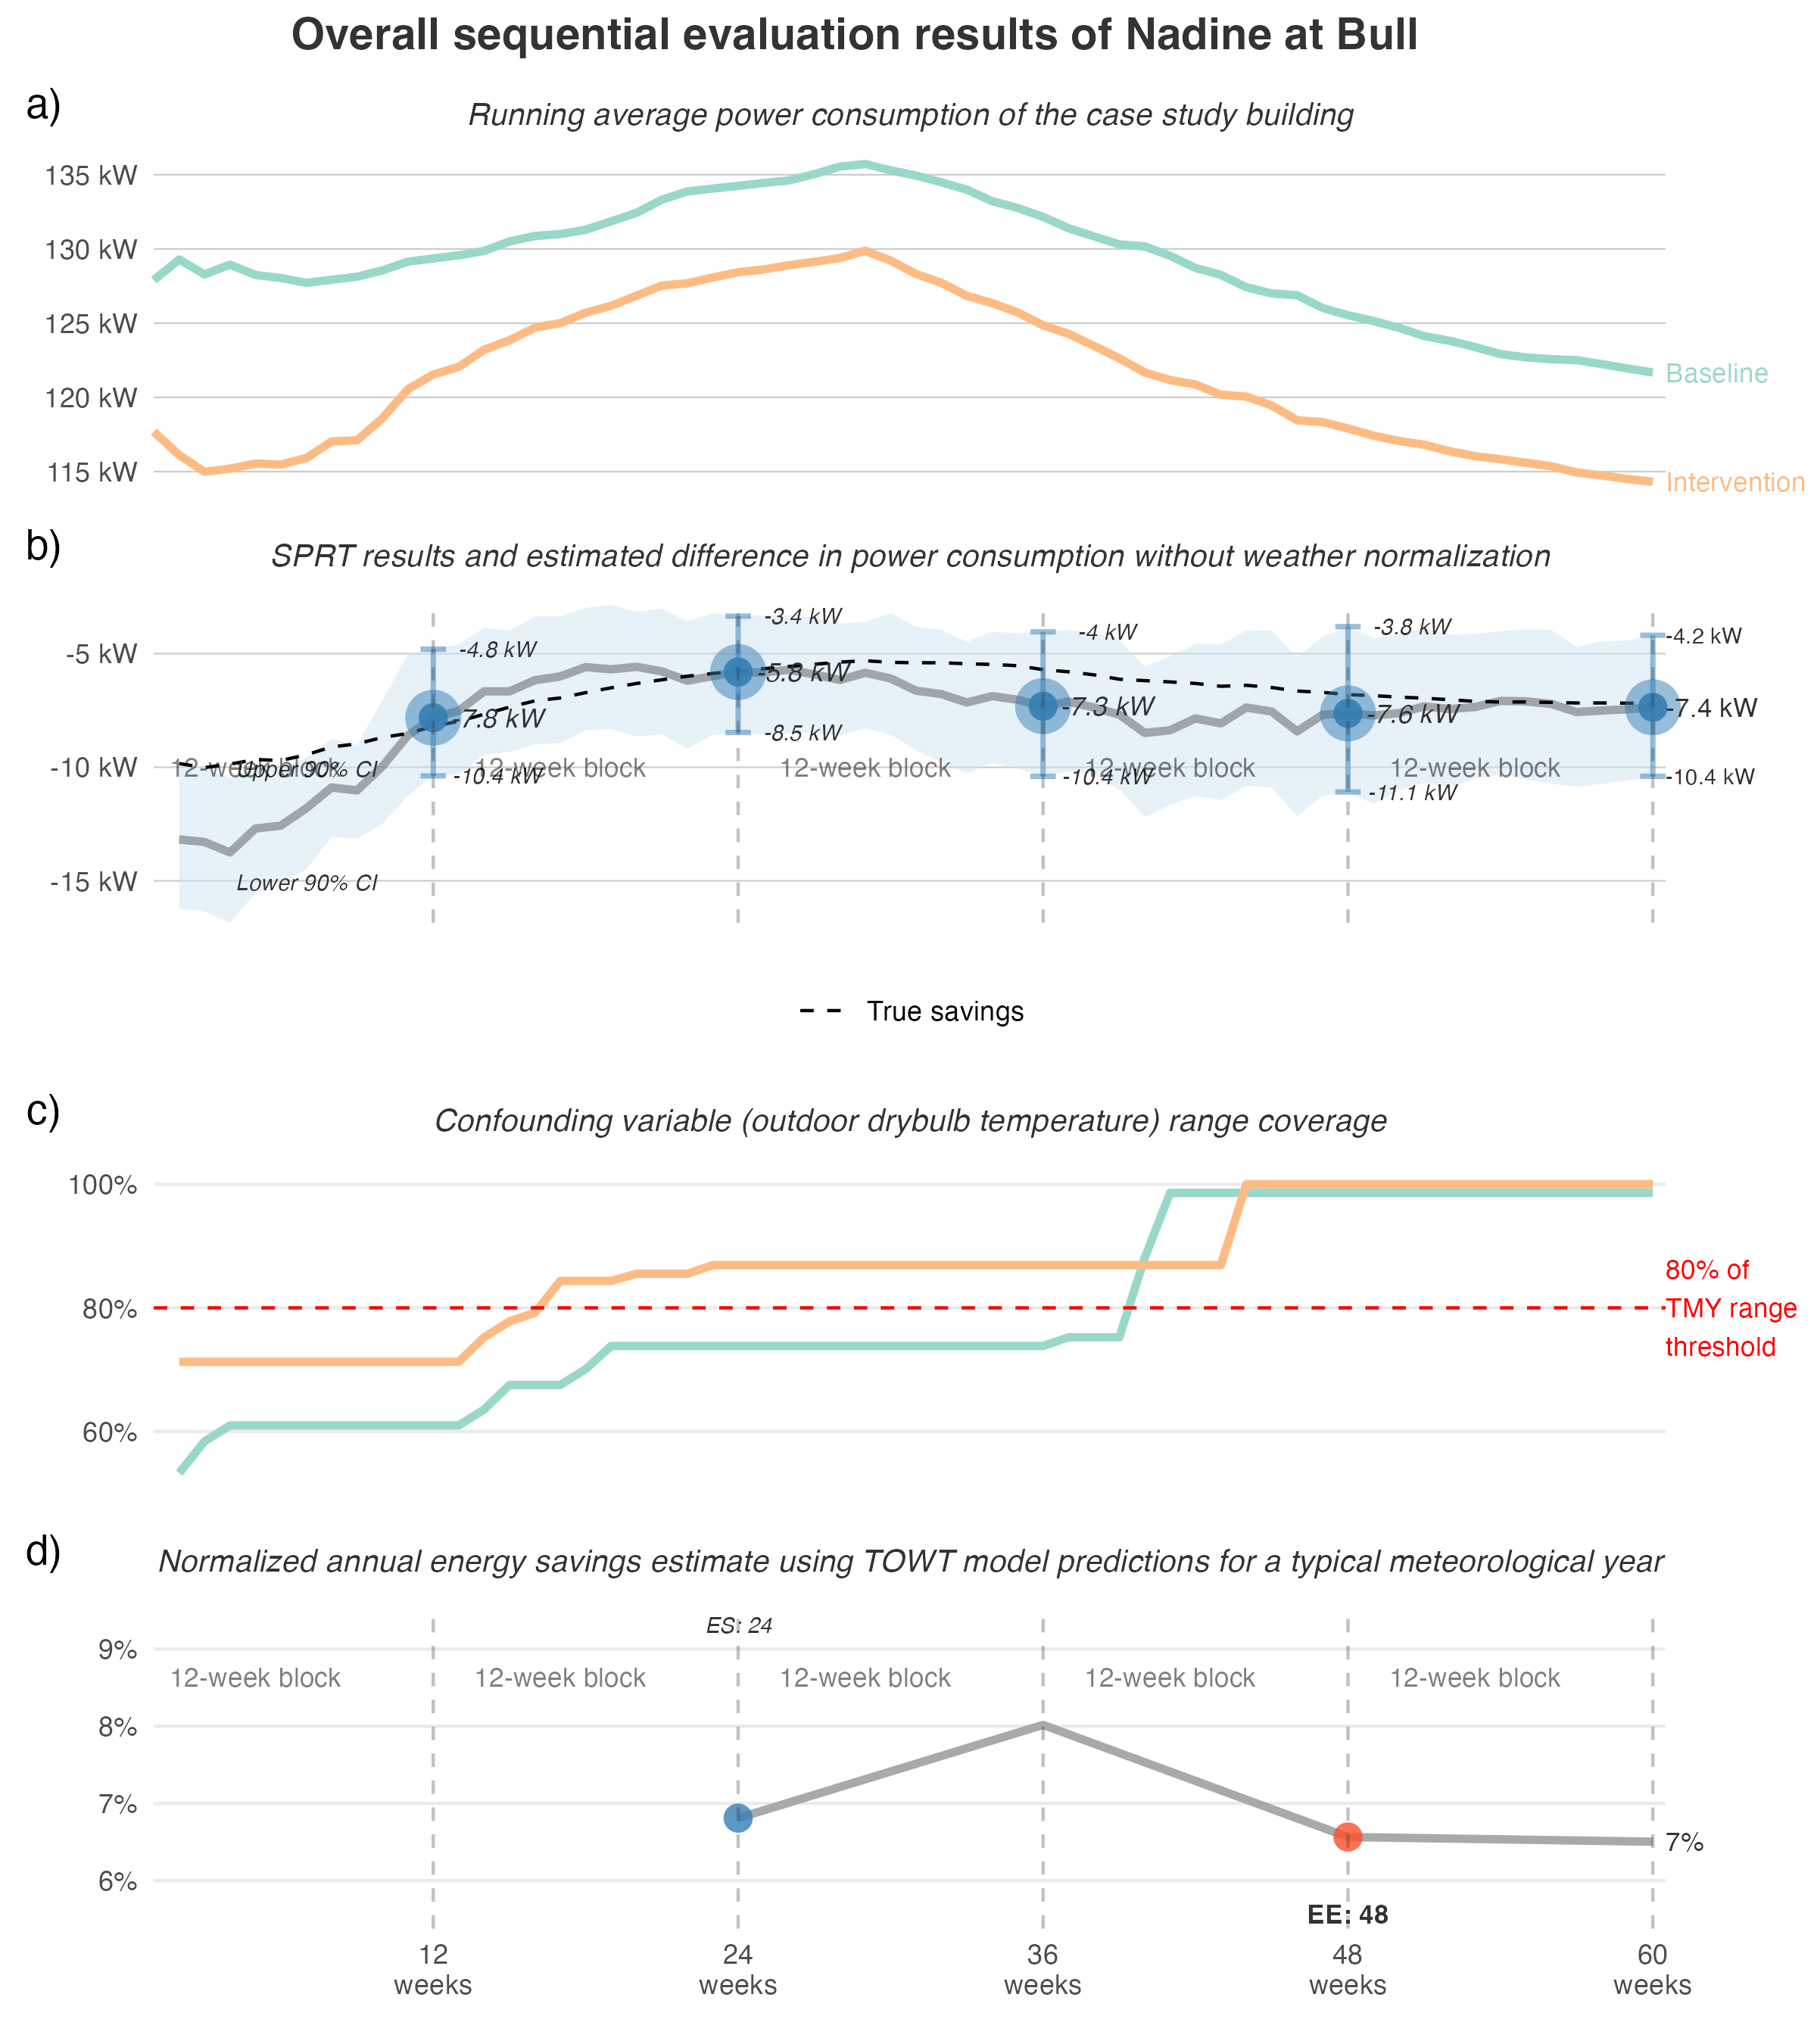 Overall sequential evaluation results of Nadine at Bull
a)
Running average power consumption of the case study building
135 kW
130 kW
125 kW
120 kW
115 kW
Baseline
Intervention
b)
SPRT results and estimated difference in power consumption without weather normalization
-5 kW
-10 kW
-15 kW
-4.8 kW
-7.8 kW
-10.4 kW
-3.4 kW
-5.8 kW
-8.5 kW
-4 kW
-7.3 kW
-10.4 kW
-3.8 kW
-7.6 kW
-11.1 kW
-4.2 kW
-7.4 kW
-10.4 kW
12-week block
12-week block
12-week block
12-week block
12-week block
Upper 90% CI
Lower 90% CI
True savings
c)
Confounding variable (outdoor drybulb temperature) range coverage
100%
80%
60%
80% of
TMY range
threshold
d)
Normalized annual energy savings estimate using TOWT model predictions for a typical meteorological year
ES: 24
9%
8%
7%
6%
12-week block
12-week block
12-week block
12-week block
12-week block
7%
EE: 48
12
weeks
24
weeks
36
weeks
48
weeks
60
weeks